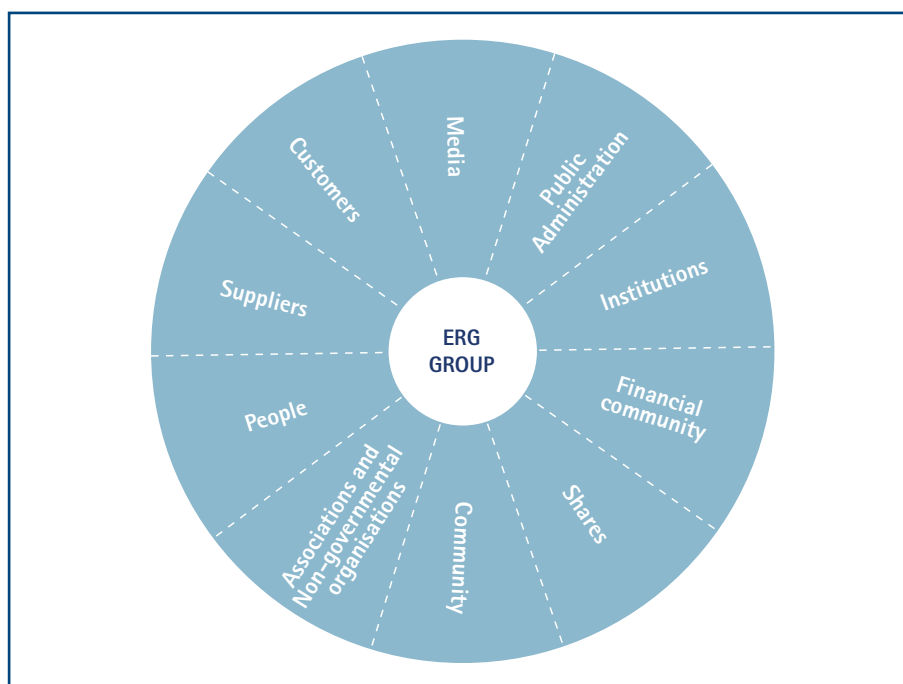 Media
Public
Administration
Institutions
Financial
community
Shares
Community
Associations and
Non-governmental
organisations
People
Suppliers
Customers
ERG
GROUP